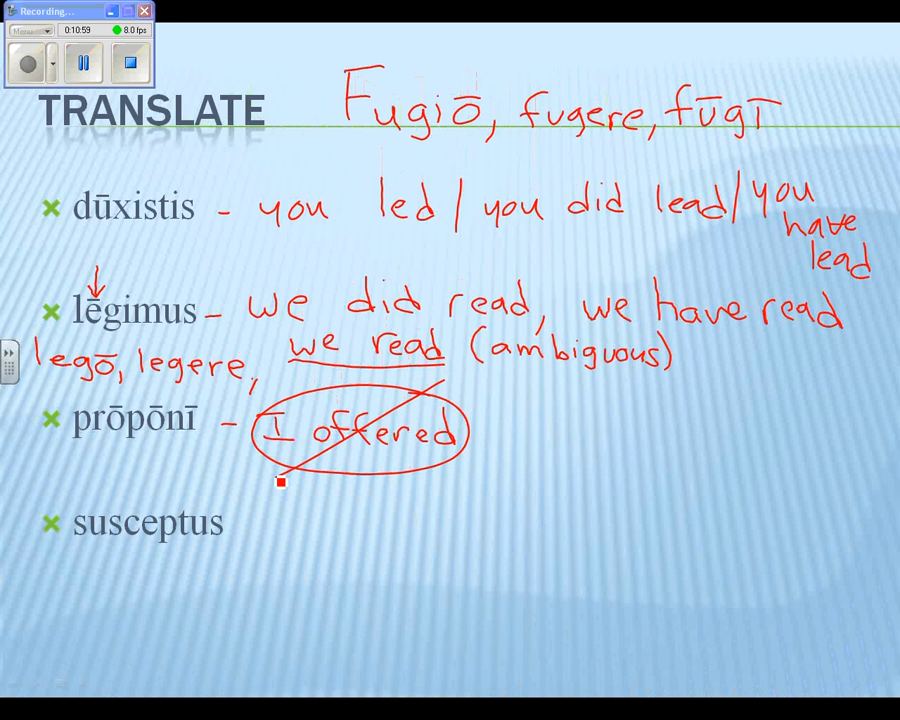 Recording...
0:10:59 8.0 fps
TRANSLATE Fugiō, fugere, fūgī
dūxistis - you led / you did lead / you
have
lead
lēgimus - we did read, we have read
legō, legere, we read (ambiguous)
prōpōnī - I offered
susceptus